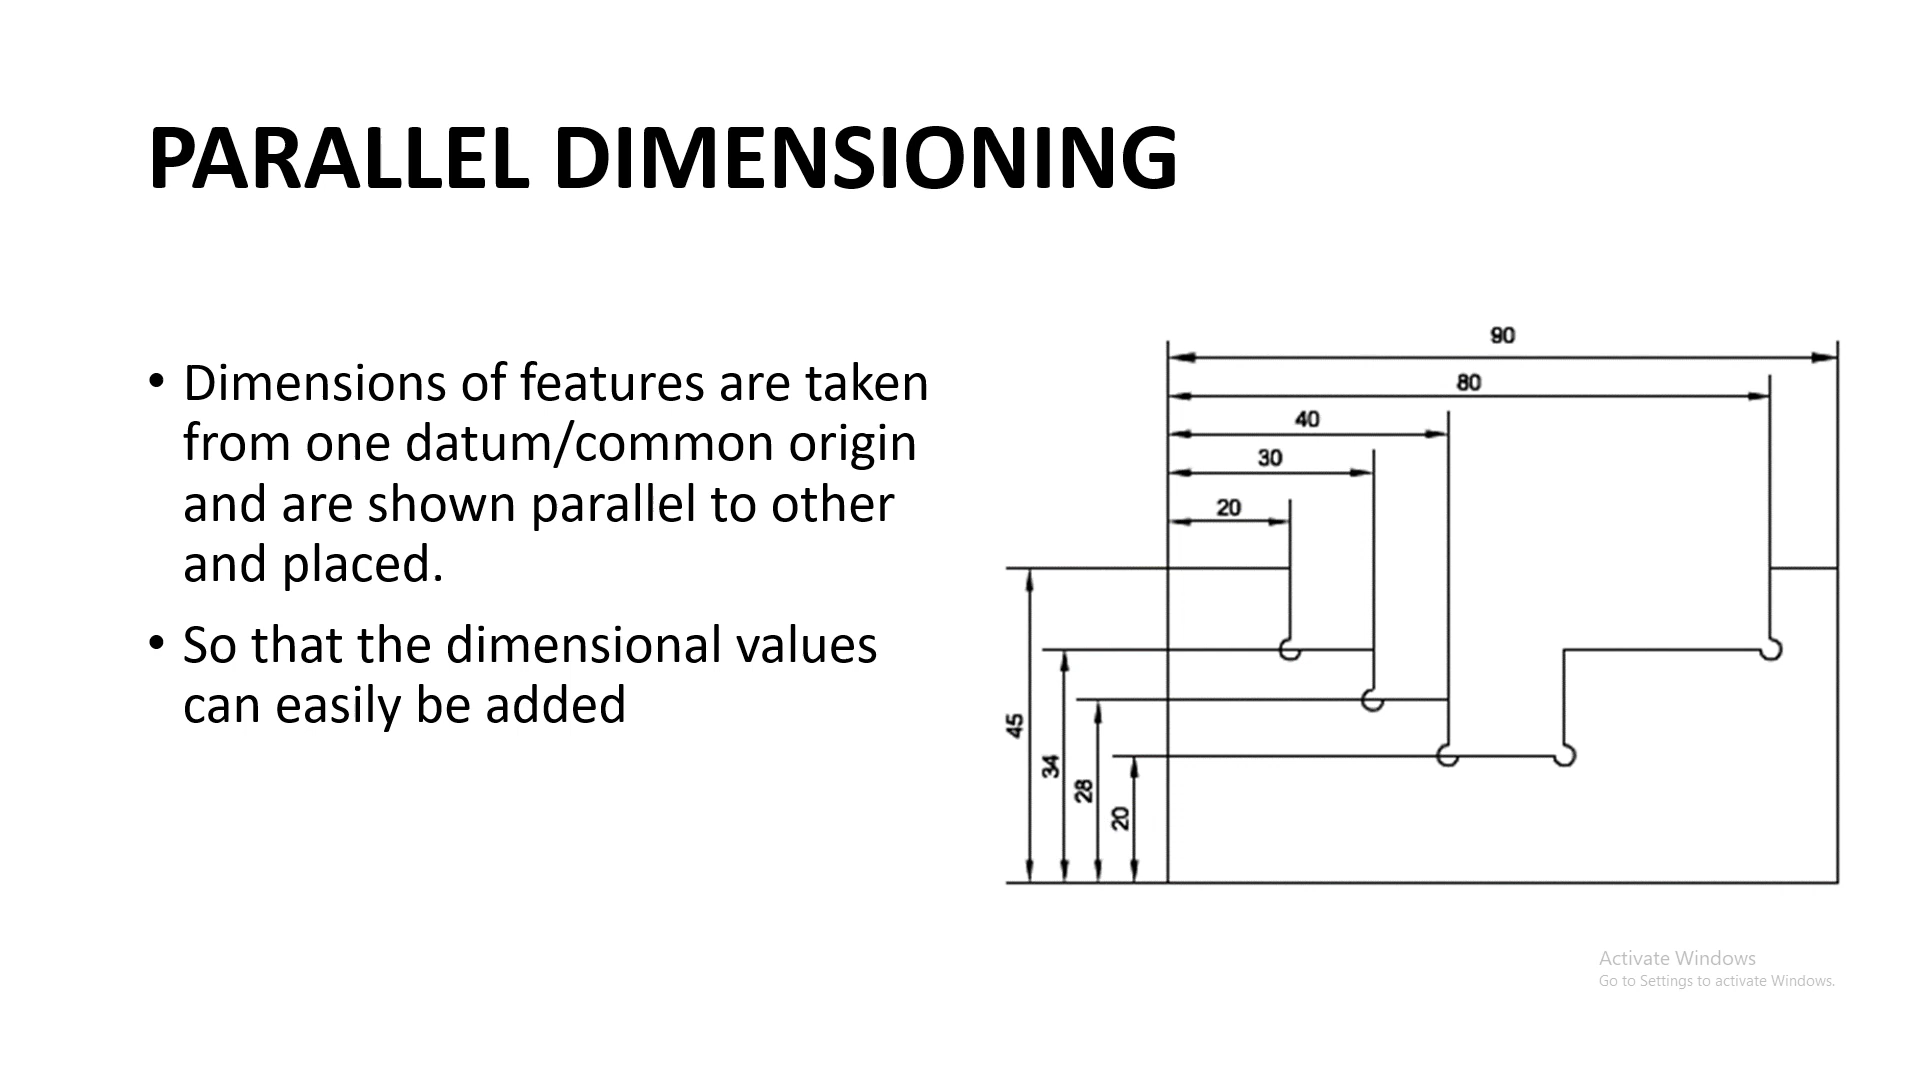 PARALLEL DIMENSIONING
• Dimensions of features are taken
from one datum/common origin
and are shown parallel to other
and placed.
• So that the dimensional values
can easily be added
90
80
40
30
20
45
34
28
20
Activate Windows
Go to Settings to activate Windows.